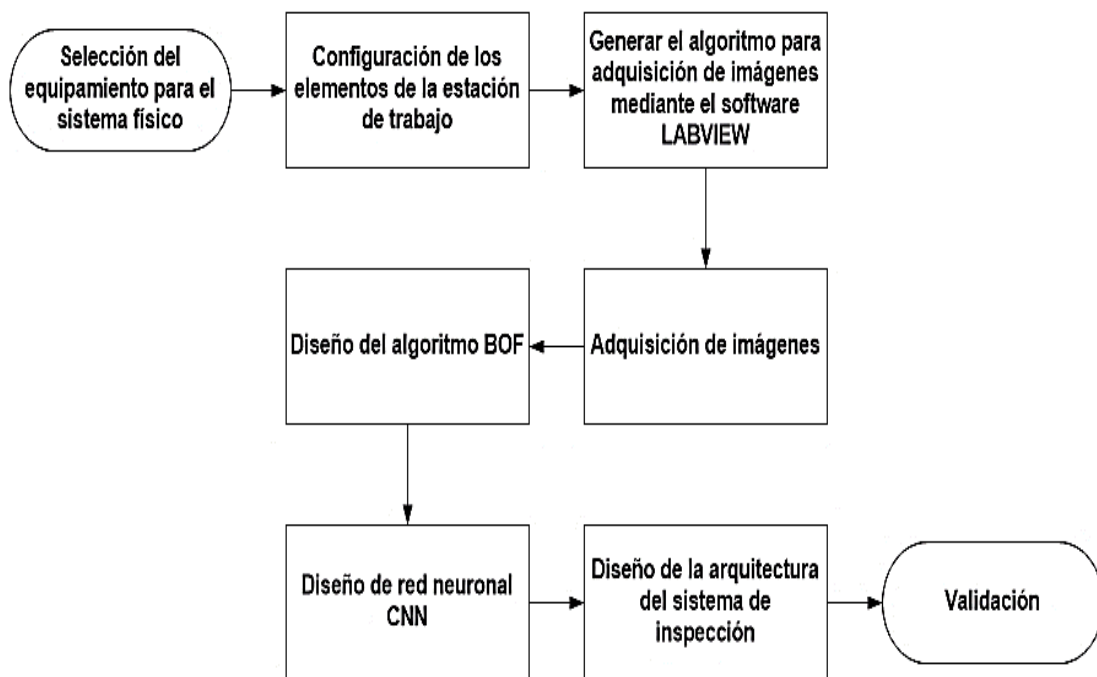 Selección del
equipamiento para el
sistema físico
Configuración de los
elementos de la estación
de trabajo
Generar el algoritmo para
adquisición de imágenes
mediante el software
LABVIEW
Adquisición de imágenes
Diseño del algoritmo BOF
Diseño de red neuronal
CNN
Diseño de la arquitectura
del sistema de
inspección
Validación